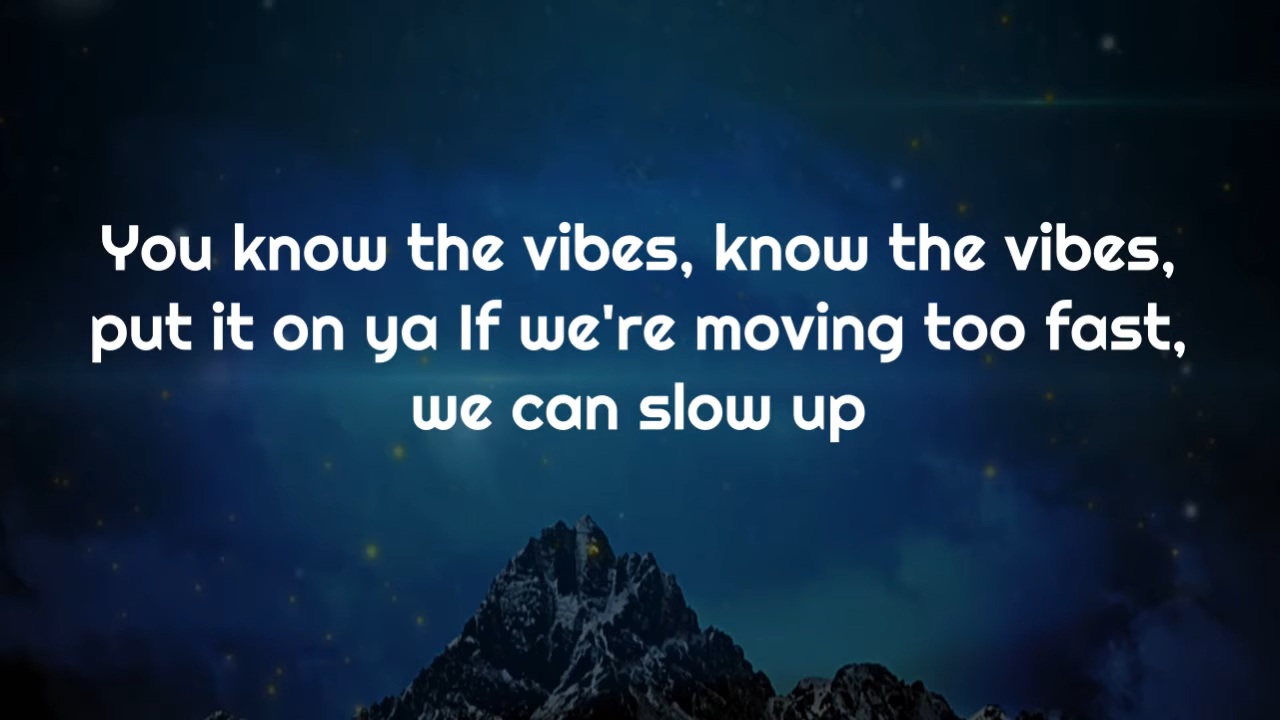 You know the vibes, know the vibes,
put it on ya If we're moving too fast,
we can slow up